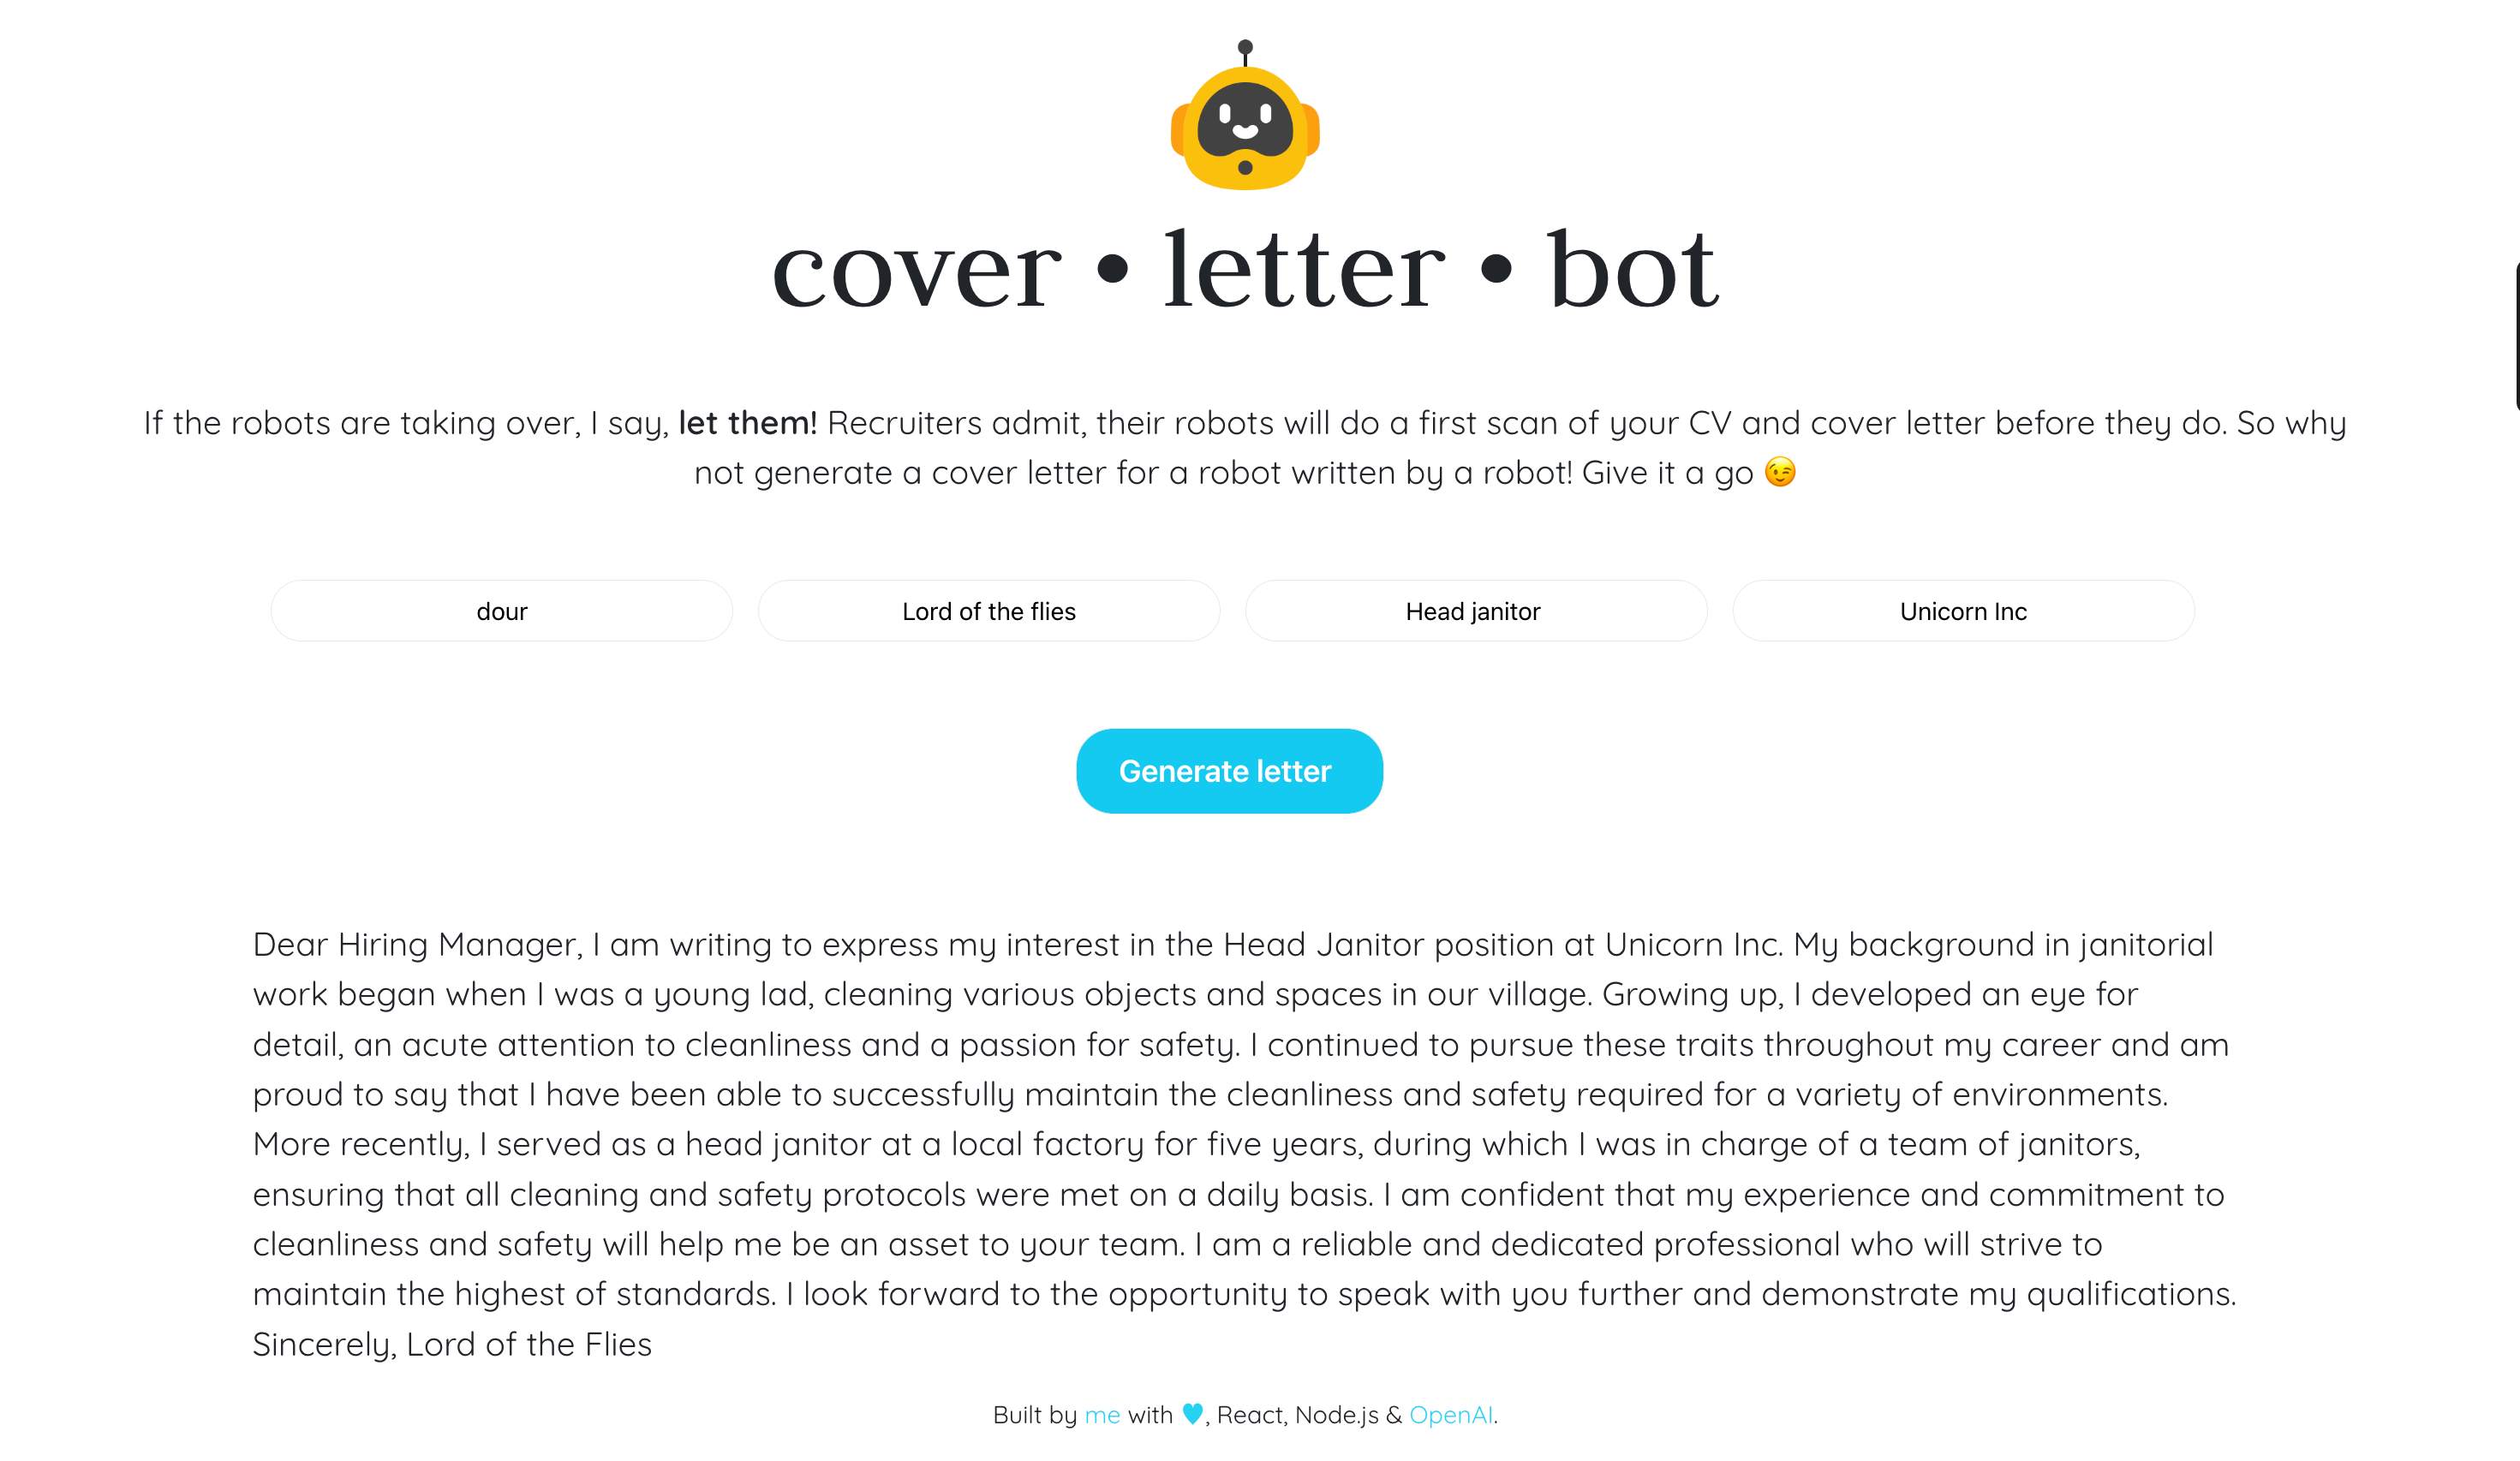 cover • letter • bot
If the robots are taking over, I say, let them! Recruiters admit, their robots will do a first scan of your CV and cover letter before they do. So why
not generate a cover letter for a robot written by a robot! Give it a go 😉
dour
Lord of the flies
Head janitor
Unicorn Inc
Generate letter
Dear Hiring Manager, I am writing to express my interest in the Head Janitor position at Unicorn Inc. My background in janitorial
work began when I was a young lad, cleaning various objects and spaces in our village. Growing up, I developed an eye for
detail, an acute attention to cleanliness and a passion for safety. I continued to pursue these traits throughout my career and am
proud to say that I have been able to successfully maintain the cleanliness and safety required for a variety of environments.
More recently, I served as a head janitor at a local factory for five years, during which I was in charge of a team of janitors,
ensuring that all cleaning and safety protocols were met on a daily basis. I am confident that my experience and commitment to
cleanliness and safety will help me be an asset to your team. I am a reliable and dedicated professional who will strive to
maintain the highest of standards. I look forward to the opportunity to speak with you further and demonstrate my qualifications.
Sincerely, Lord of the Flies
Built by me with 🩵, React, Node.js & OpenAI.